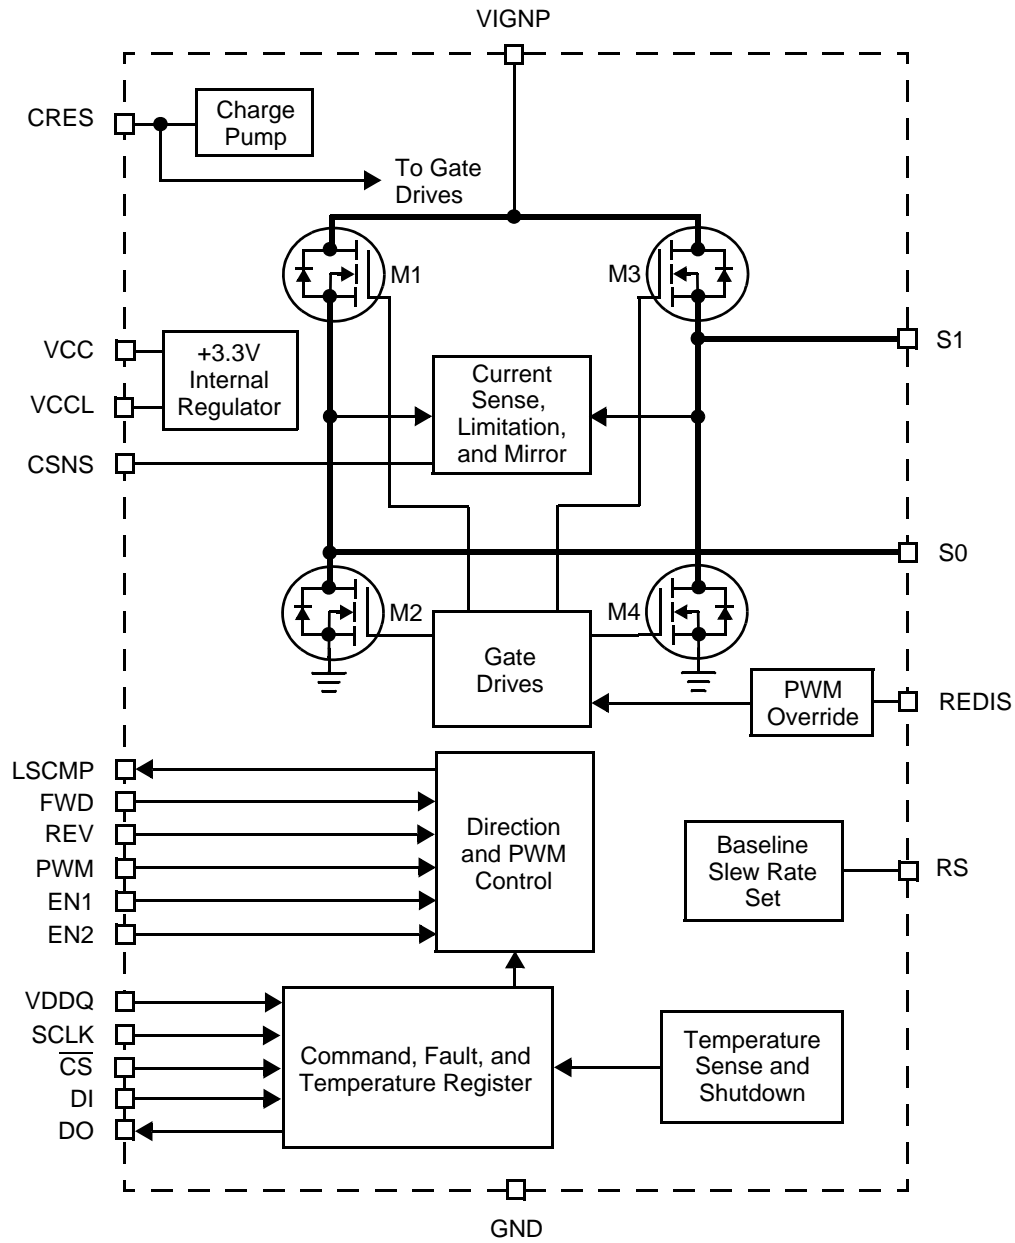 VIGNP
CRES
Charge
Pump
To Gate
Drives
M1
M3
VCC
VCCL
+3.3V
Internal
Regulator
CSNS
Current
Sense,
Limitation,
and Mirror
S1
S0
M2
M4
Gate
Drives
PWM
Override
REDIS
LSCMP
FWD
REV
PWM
EN1
EN2
Direction
and PWM
Control
Baseline
Slew Rate
Set
RS
VDDQ
SCLK
C̅S̅
DI
DO
Command, Fault, and
Temperature Register
Temperature
Sense and
Shutdown
GND